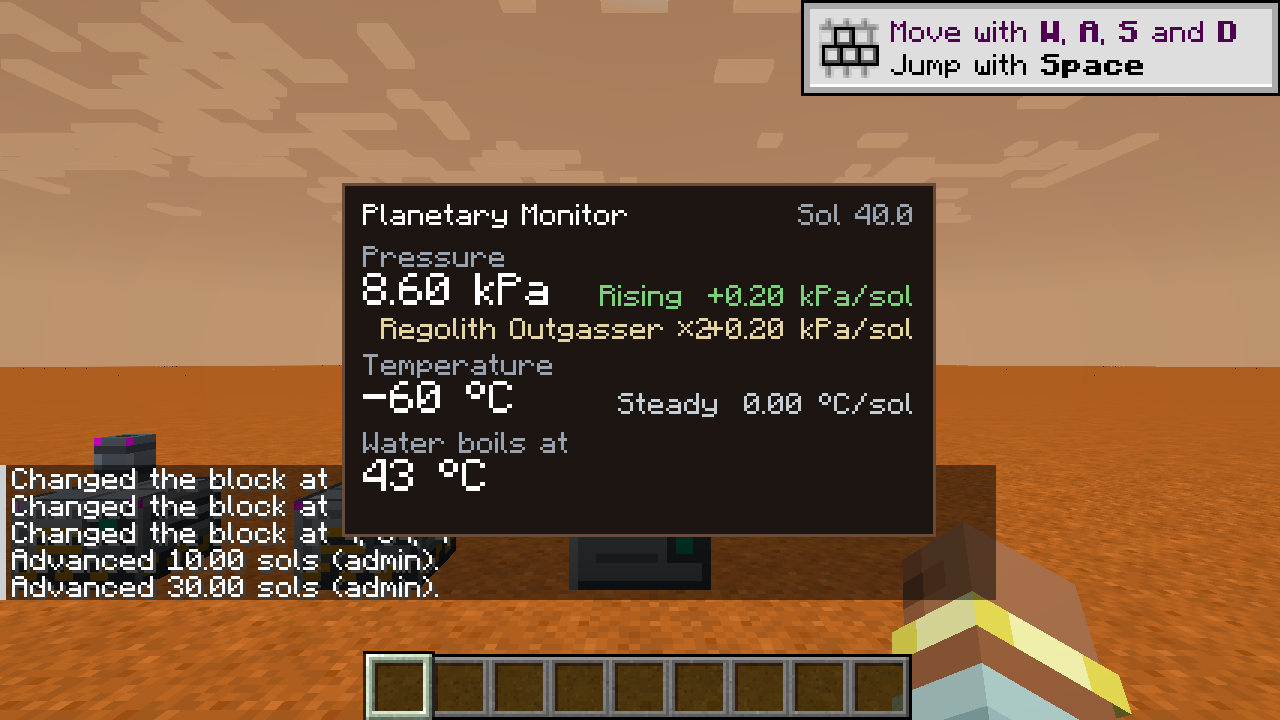 Move with W, A, S and D
Jump with Space
Planetary Monitor Sol 40.0
Pressure
8.60 kPa Rising +0.20 kPa/sol
Regolith Outgasser ×2+0.20 kPa/sol
Temperature
-60 °C Steady 0.00 °C/sol
Water boils at
43 °C
Changed the block at
Changed the block at
Changed the block at
Advanced 10.00 sols (admin).
Advanced 30.00 sols (admin).